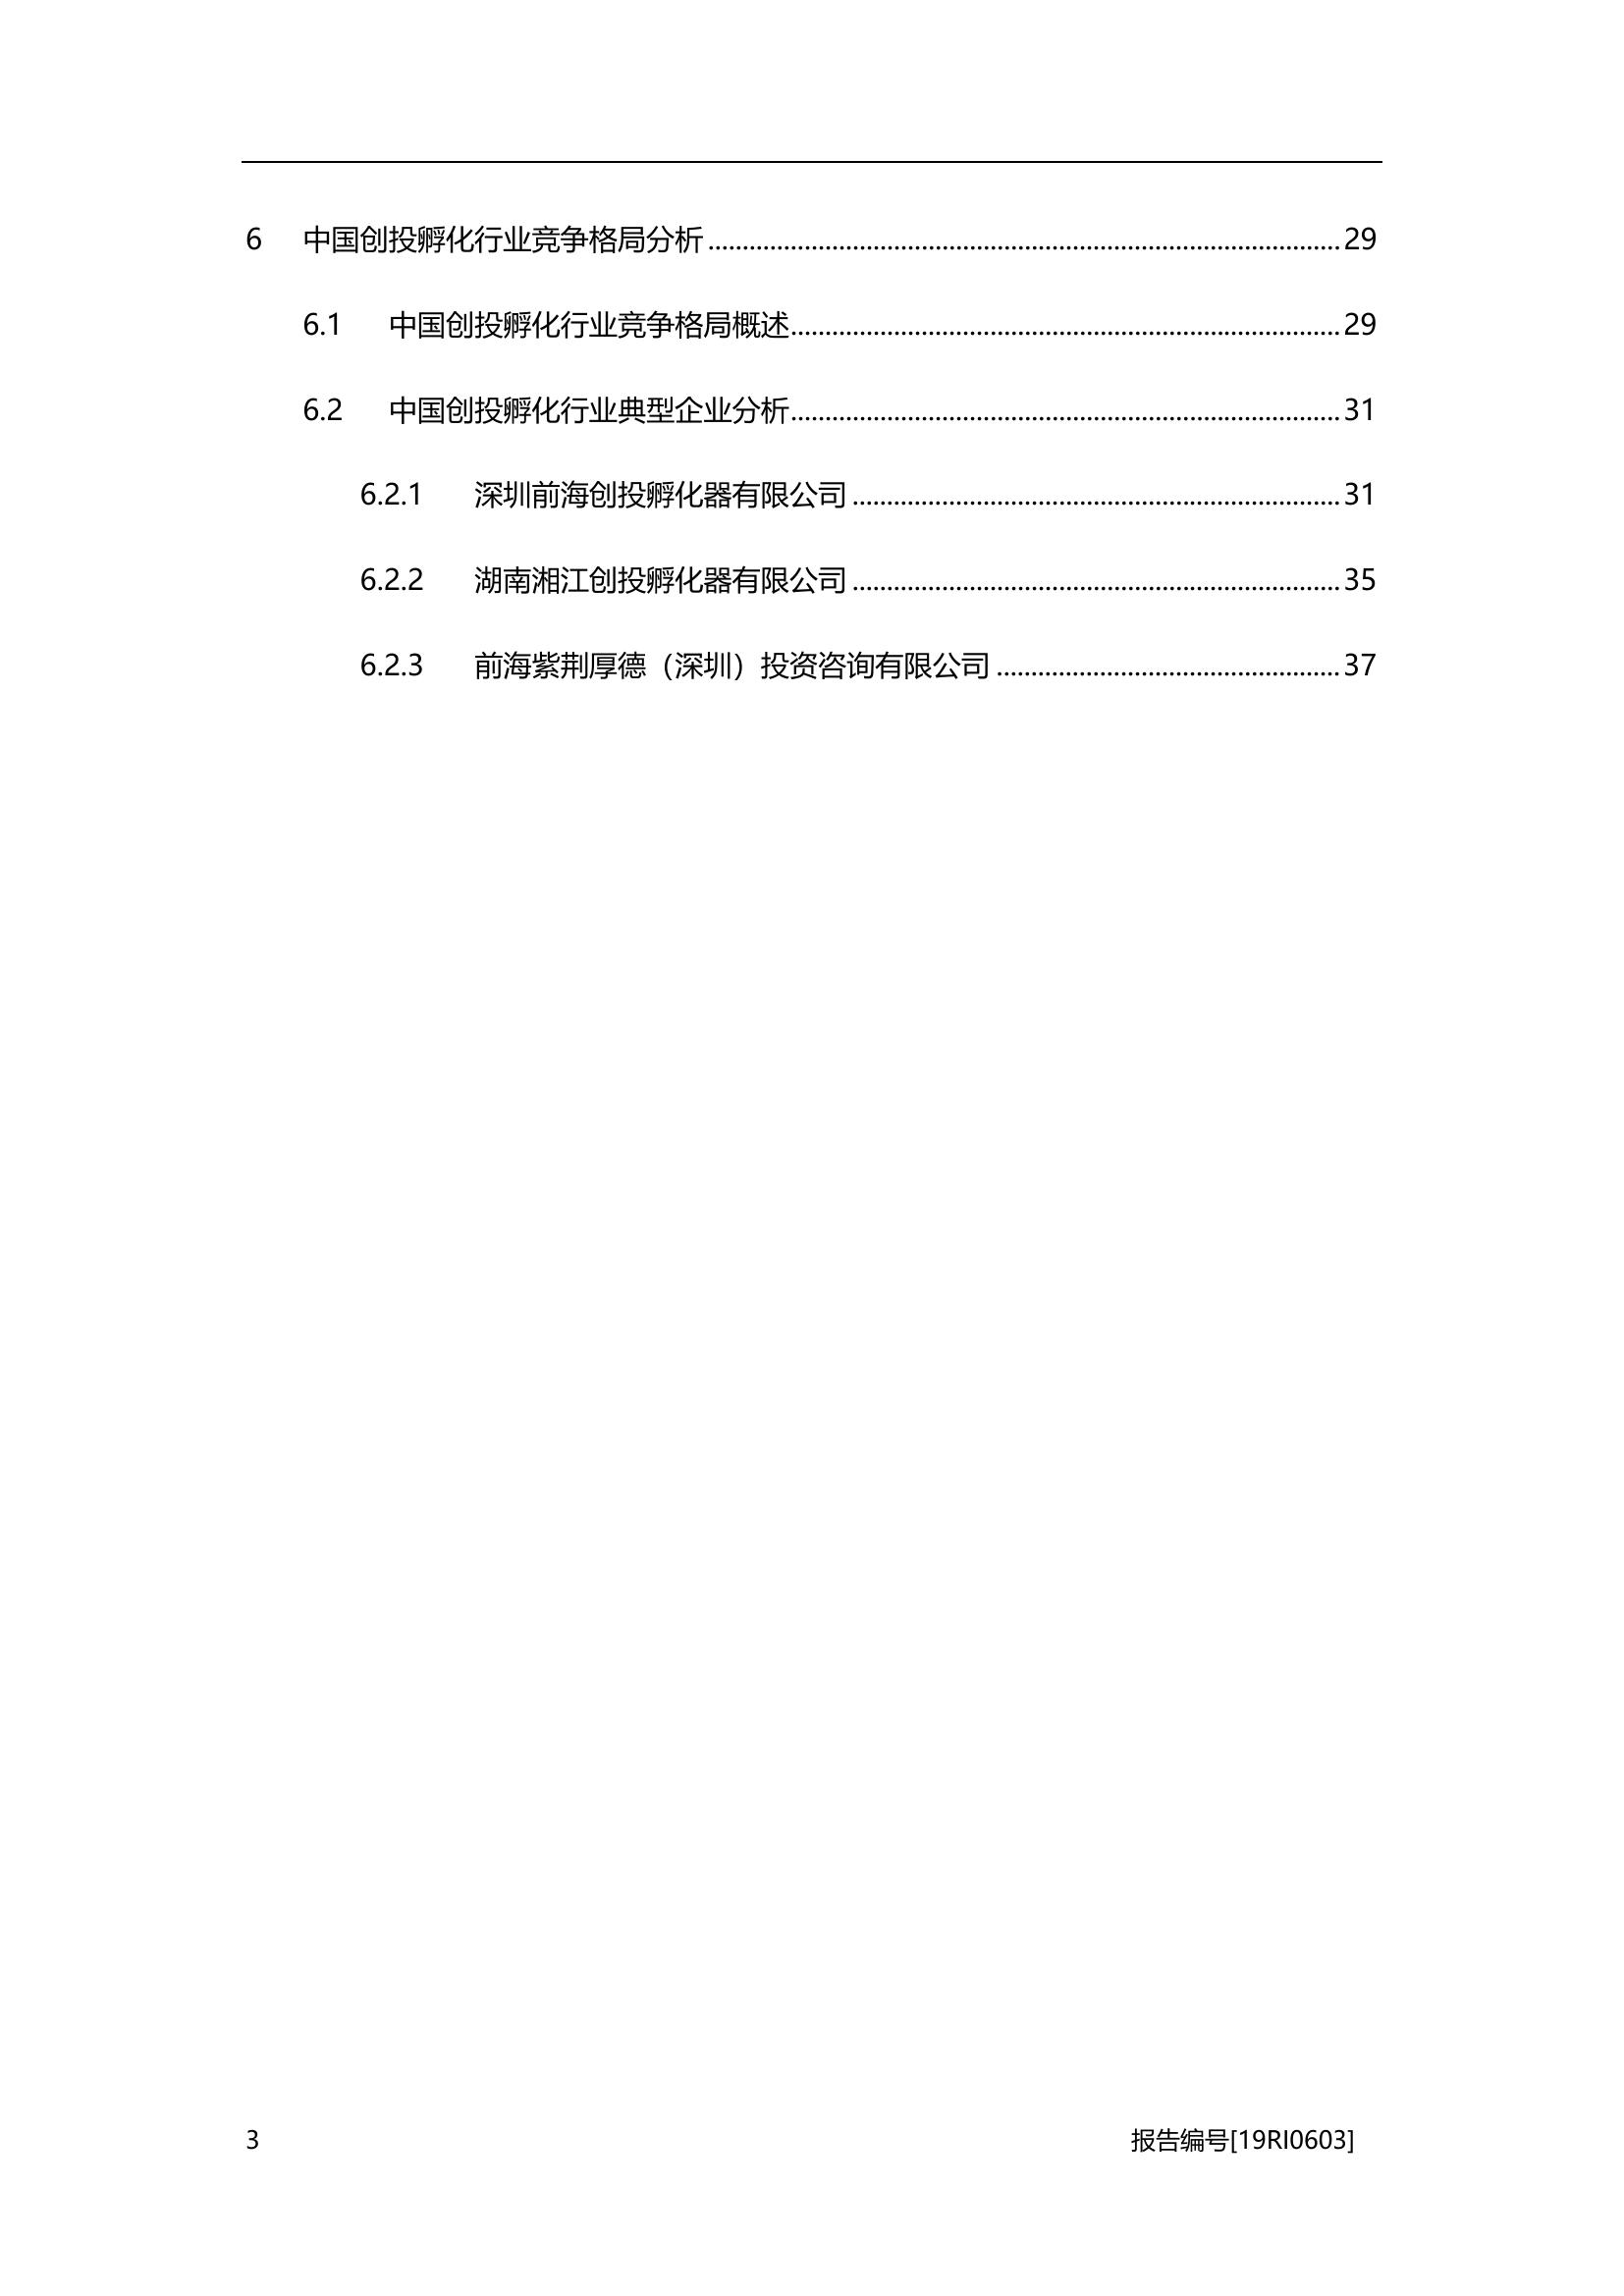 6 中国创投孵化行业竞争格局分析 ........................................ 29
6.1 中国创投孵化行业竞争格局概述 ........................................ 29
6.2 中国创投孵化行业典型企业分析 ........................................ 31
6.2.1 深圳前海创投孵化器有限公司 ........................................ 31
6.2.2 湖南湘江创投孵化器有限公司 ........................................ 35
6.2.3 前海紫荆厚德（深圳）投资咨询有限公司 ........................................ 37
3 报告编号[19RI0603]